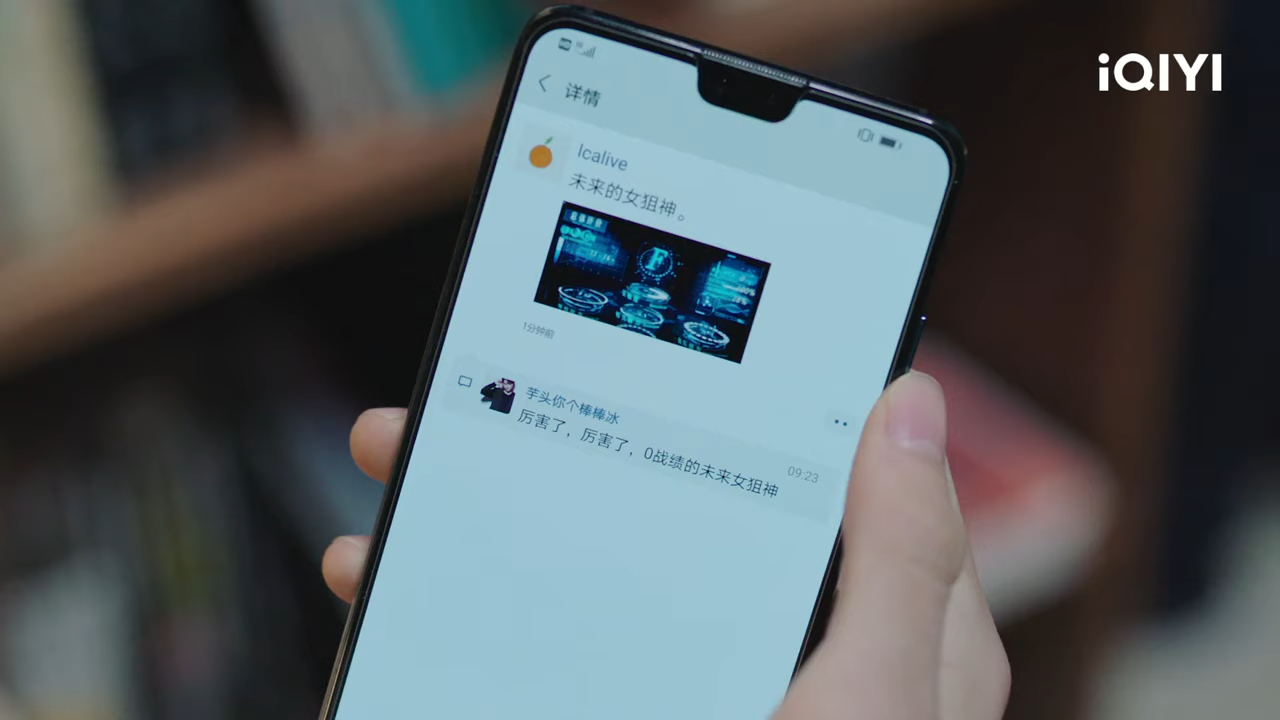 iQIYI
详情
lcalive
未来的女狙神。
1分钟前
芋头你个棒棒冰
09:23
厉害了，厉害了，0战绩的未来女狙神